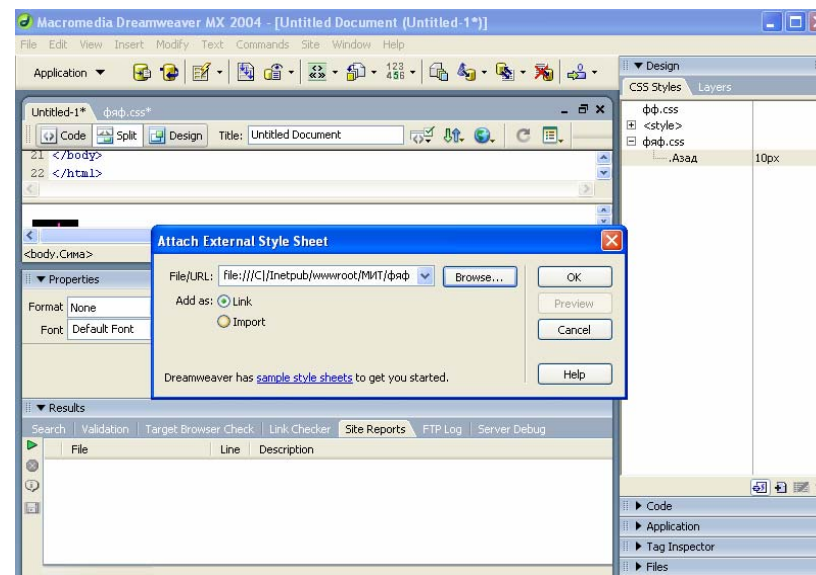 Macromedia Dreamweaver MX 2004 - [Untitled Document (Untitled-1*)]
File Edit View Insert Modify Text Commands Site Window Help
Application
Design
CSS Styles Layers
фф.css
<style>
фяф.css
.Азад 10px
Untitled-1* фяф.css*
Code Split Design Title: Untitled Document
21 </body>
22 </html>
<body.Сима>
Properties
Format None
Font Default Font
Attach External Style Sheet
File/URL: file:///C|/Inetpub/wwwroot/МИТ/фяф Browse... OK
Add as: Link Preview
Import Cancel
Dreamweaver has sample style sheets to get you started. Help
Results
Search Validation Target Browser Check Link Checker Site Reports FTP Log Server Debug
File Line Description
Code
Application
Tag Inspector
Files